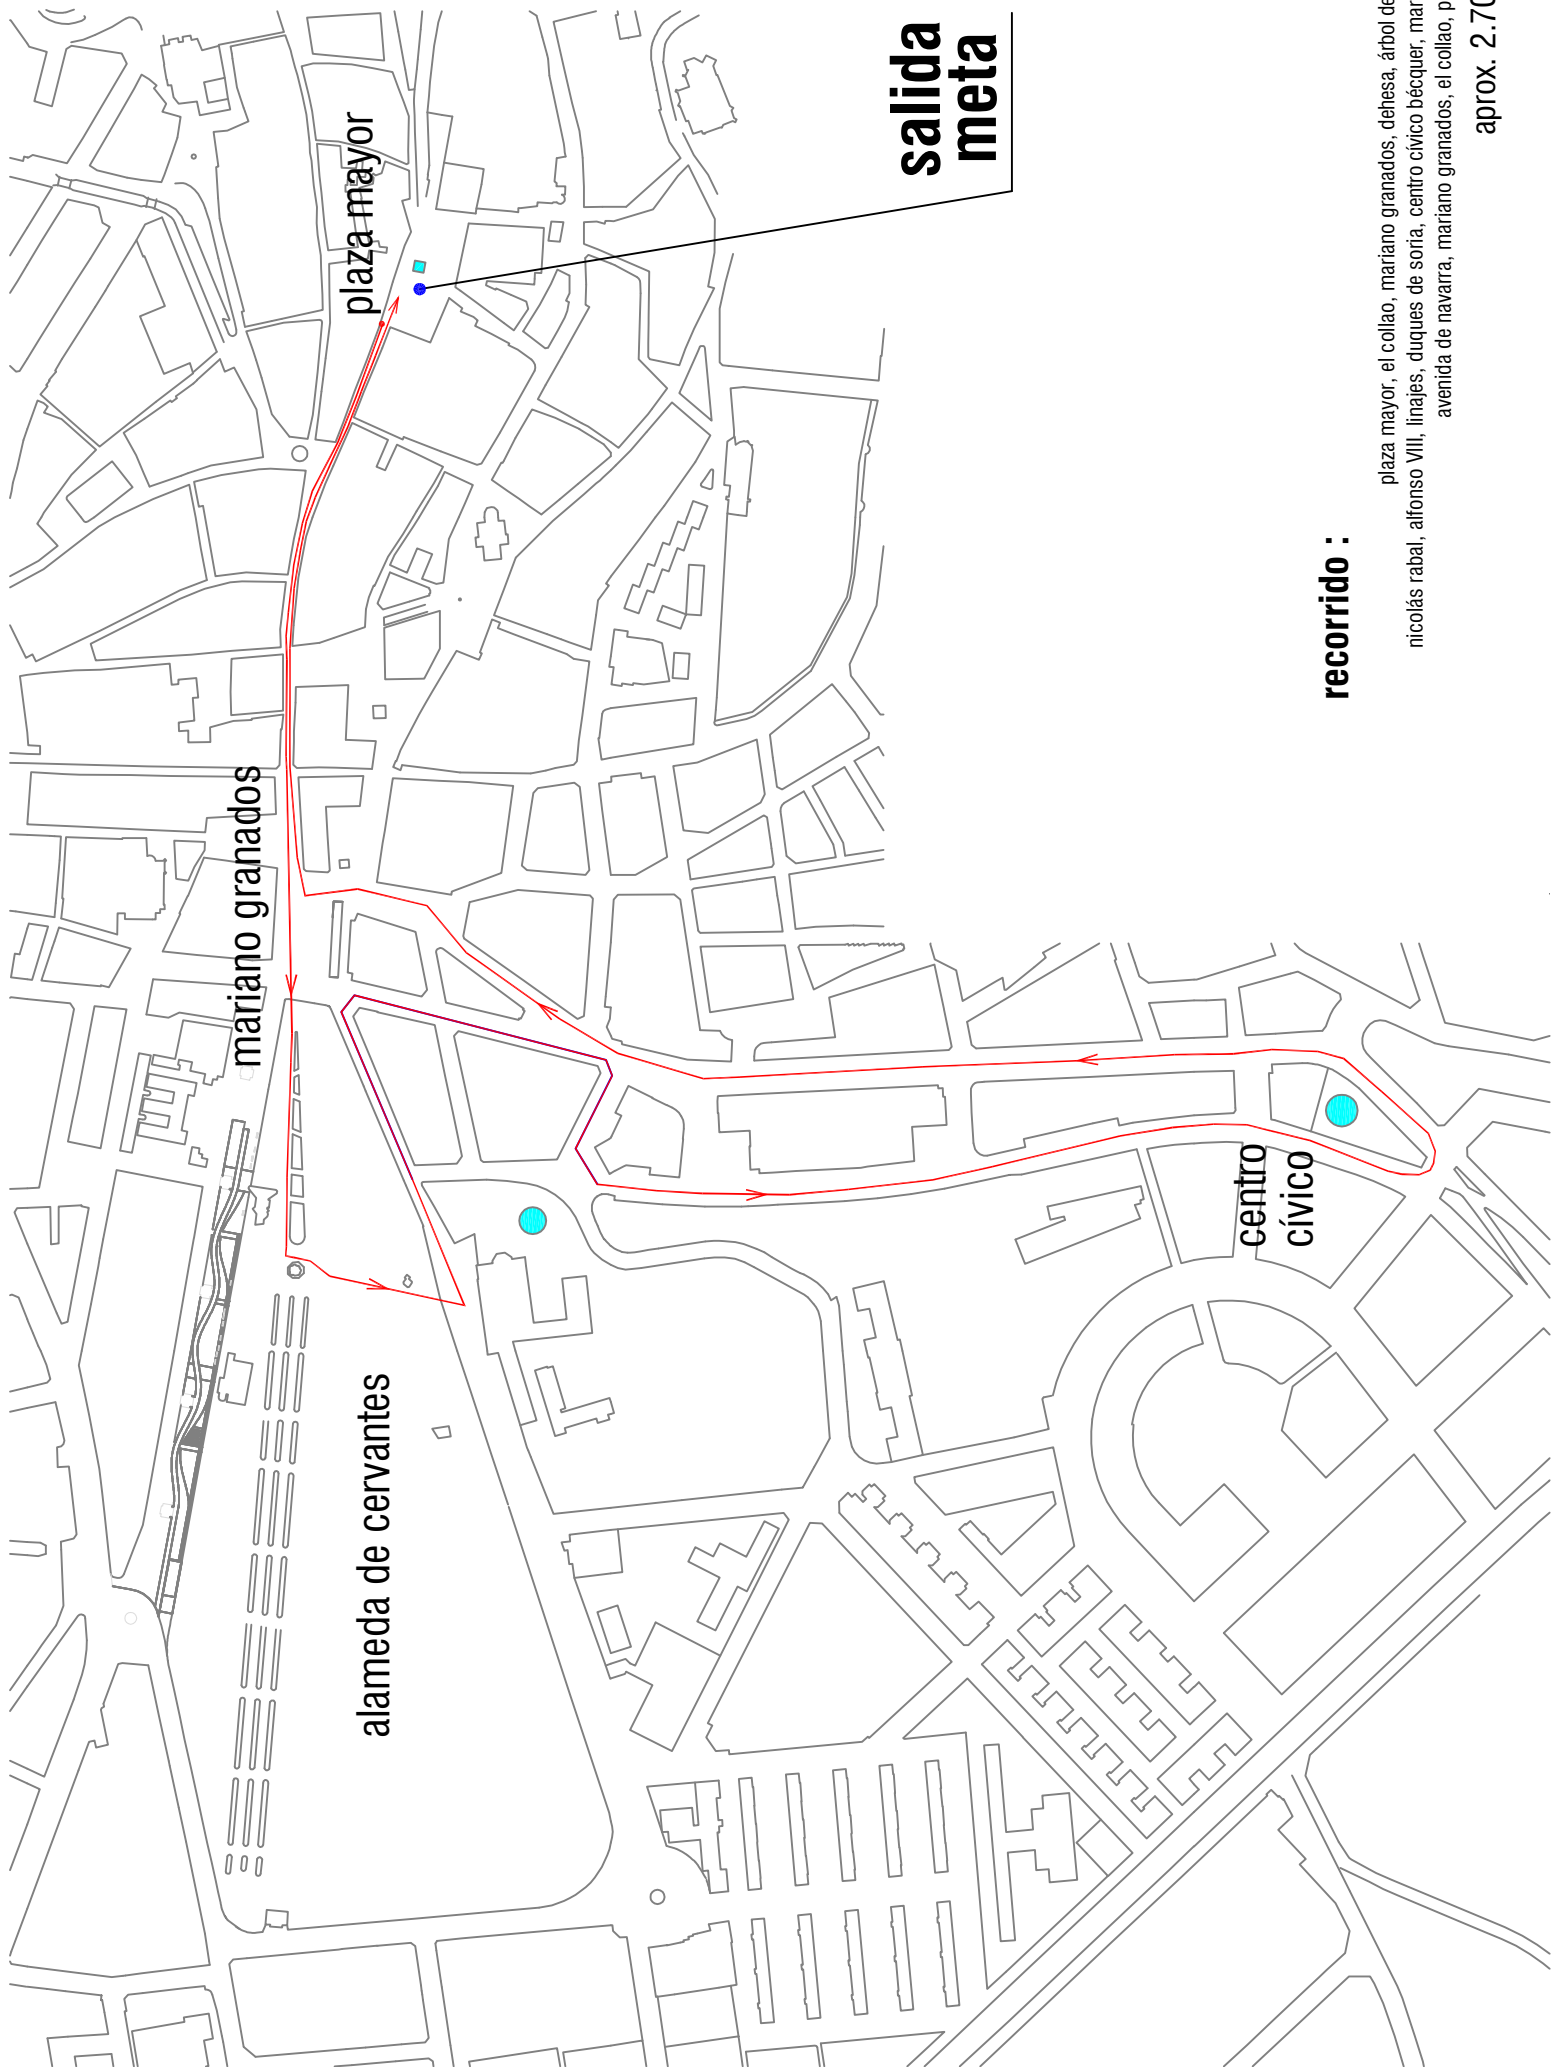 plaza mayor
salida
meta
mariano granados
alameda de cervantes
centro
cívico
recorrido :
plaza mayor, el collao, mariano granados, dehesa, árbol de
nicolás rabal, alfonso VIII, linajes, duques de soria, centro cívico bécquer, mar
avenida de navarra, mariano granados, el collao, p
aprox. 2.70